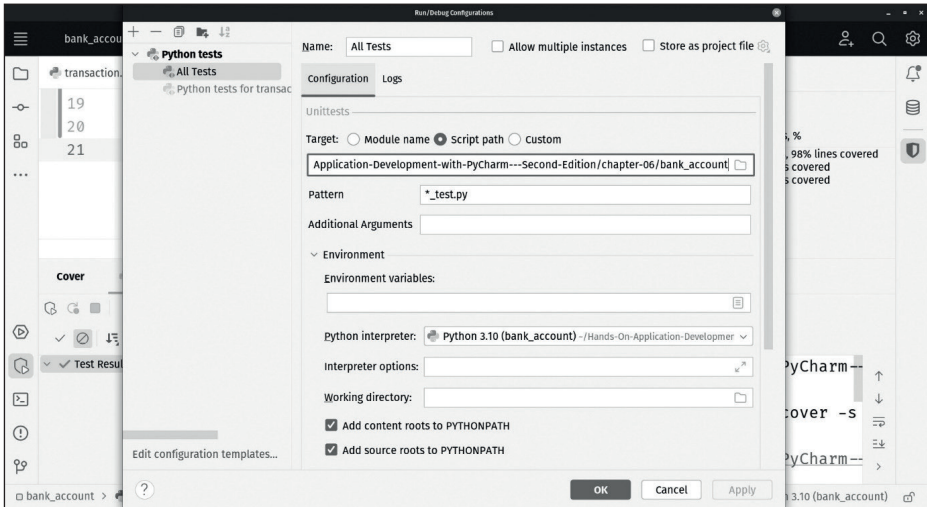 Run/Debug Configurations
bank_accou
Python tests
All Tests
Python tests for transac
Edit configuration templates...
Name: All Tests
Allow multiple instances
Store as project file
Configuration Logs
Unittests
Target: Module name Script path Custom
Application-Development-with-PyCharm---Second-Edition/chapter-06/bank_account
Pattern *_test.py
Additional Arguments
Environment
Environment variables:
Python interpreter: Python 3.10 (bank_account) ~/Hands-On-Application-Developmer
Interpreter options:
Working directory:
Add content roots to PYTHONPATH
Add source roots to PYTHONPATH
? OK Cancel Apply
transaction.
19
20
21
Cover
Test Resul
s, %
, 98% lines covered
s covered
s covered
PyCharm--
cover -s
PyCharm--
bank_account >
3.10 (bank_account)